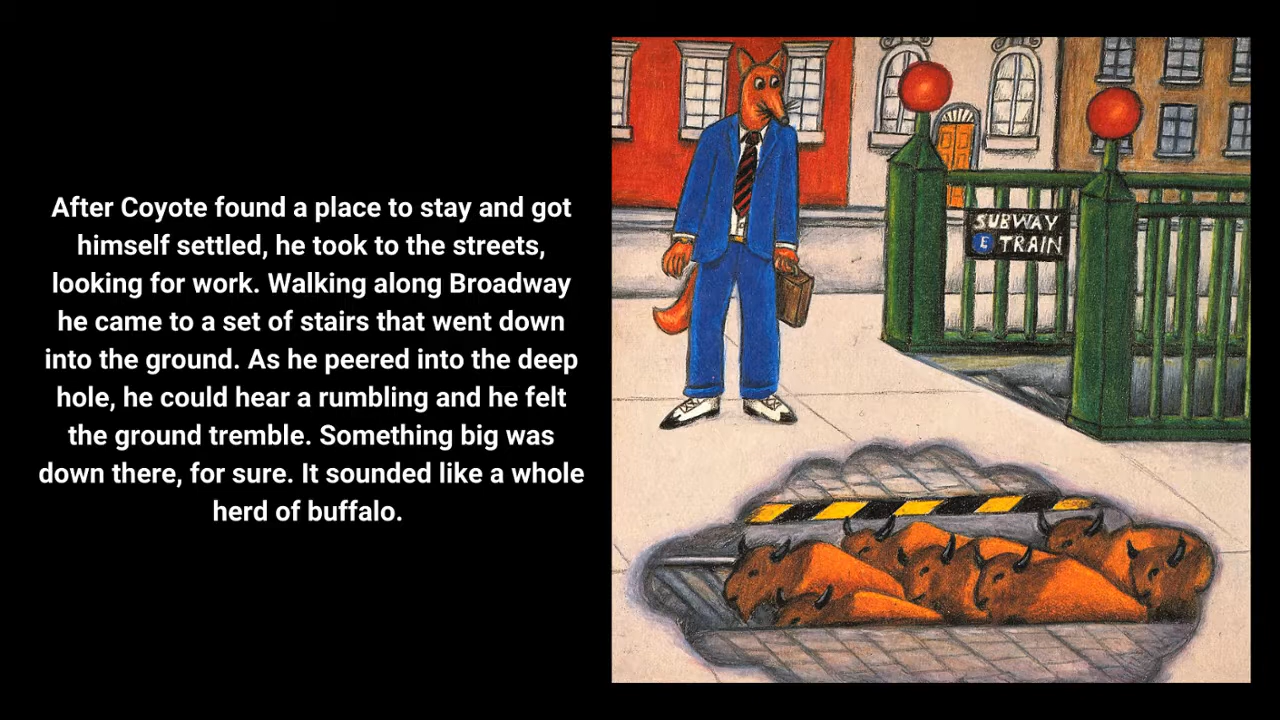 After Coyote found a place to stay and got
himself settled, he took to the streets,
looking for work. Walking along Broadway
he came to a set of stairs that went down
into the ground. As he peered into the deep
hole, he could hear a rumbling and he felt
the ground tremble. Something big was
down there, for sure. It sounded like a whole
herd of buffalo.
SUBWAY
E TRAIN